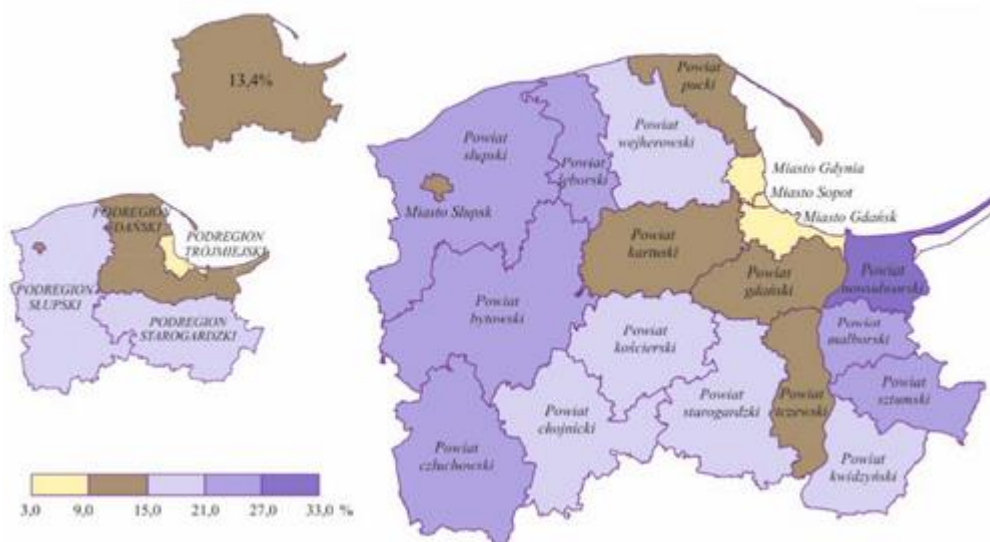 13,4%
Powiat
pucki
Powiat
wejherowski
Powiat
słupski
Powiat
lęborski
Miasto Gdynia
Miasto Sopot
Miasto Gdańsk
Miasto Słupsk
Powiat
kartuski
Powiat
gdański
Powiat
nowodworski
Powiat
bytowski
Powiat
malborski
Powiat
kościerski
Powiat
sztumski
Powiat
starogardzki
Powiat
tczewski
Powiat
chojnicki
Powiat
człuchowski
Powiat
kwidzyński
PODREGION
GDAŃSKI
PODREGION
TRÓJMIEJSKI
PODREGION
SŁUPSKI
PODREGION
STAROGARDZKI
3,0 9,0 15,0 21,0 27,0 33,0 %